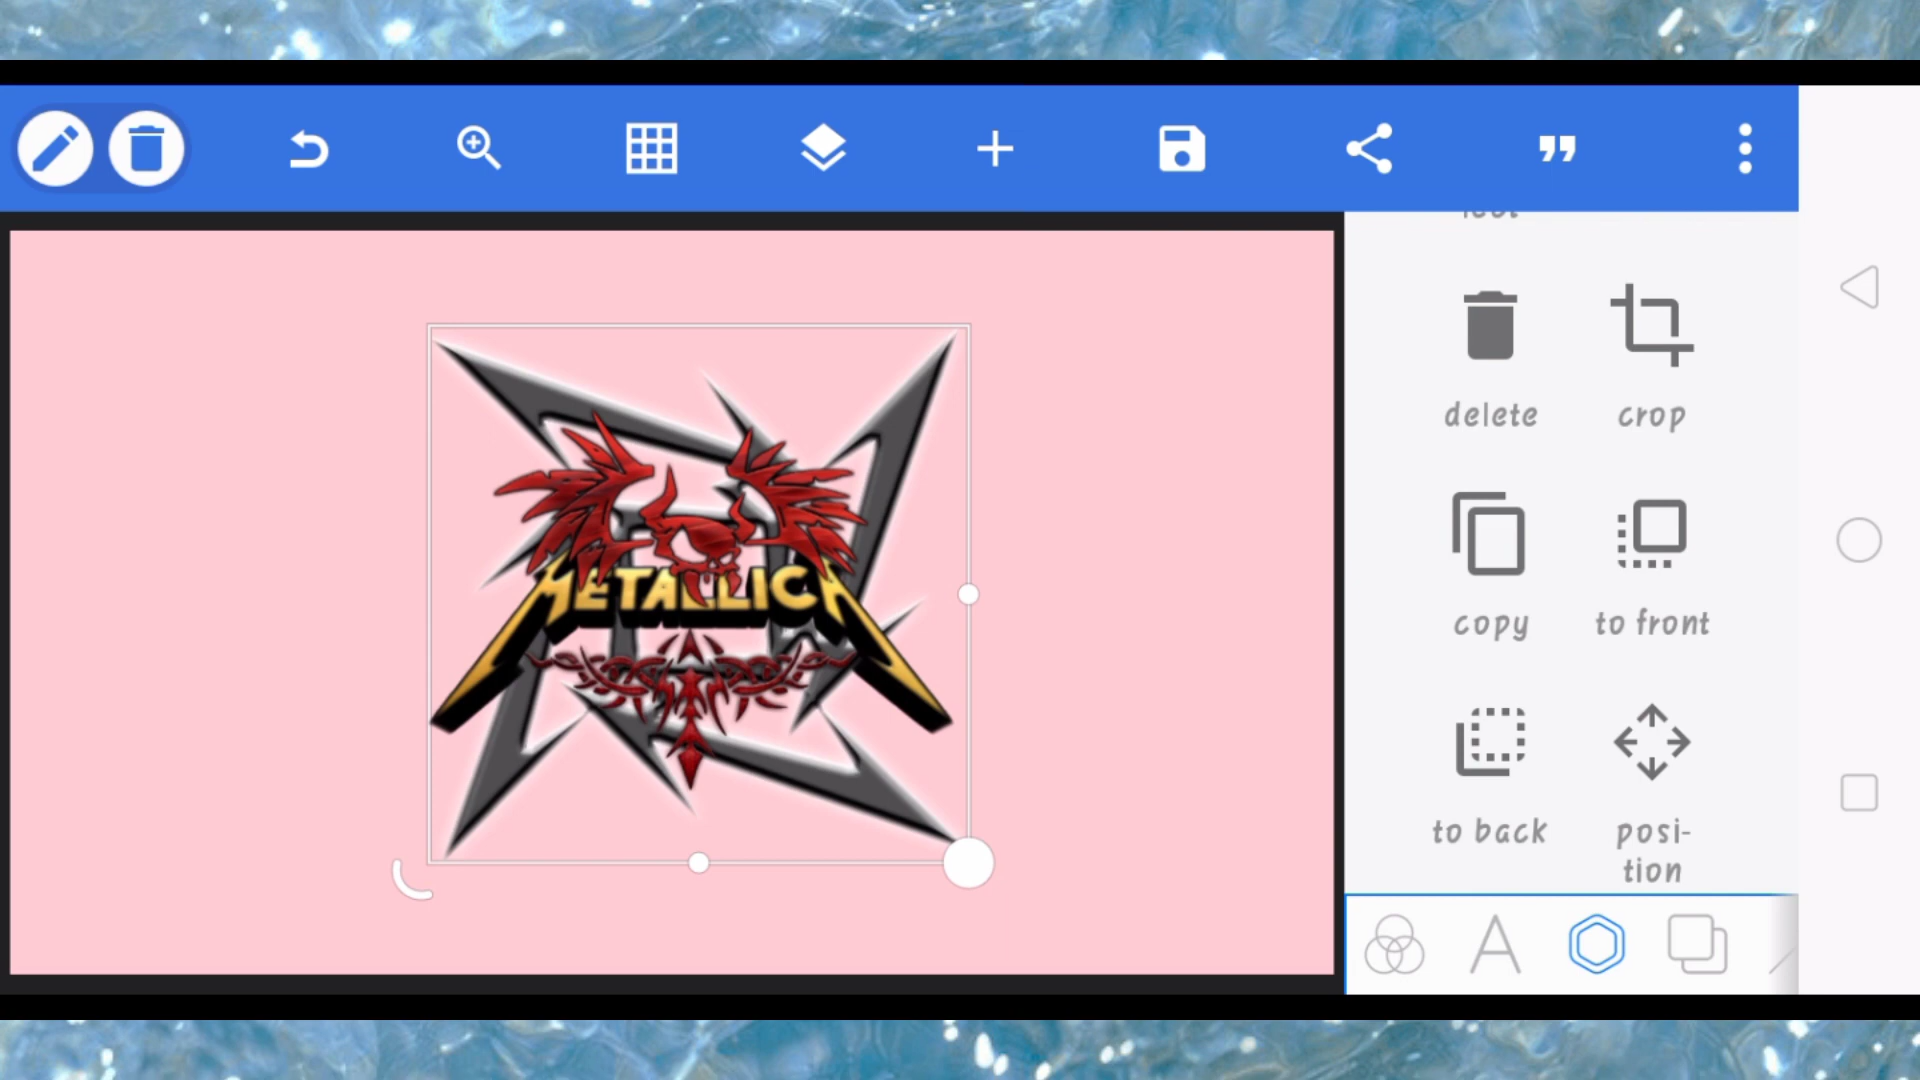 delete
crop
METALLICA
copy
to front
to back
posi-
tion